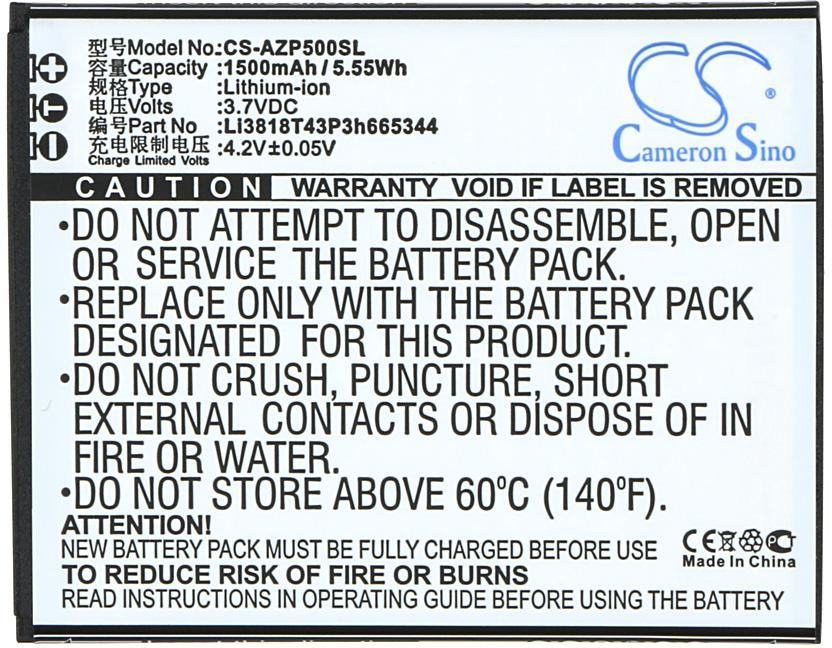 型号Model No:CS-AZP500SL
容量Capacity :1500mAh / 5.55Wh
规格Type :Lithium-ion
电压Volts :3.7VDC
编号Part No :Li3818T43P3h665344
充电限制电压 :4.2V±0.05V
Charge Limited Volts
CS®
Cameron Sino
CAUTION WARRANTY VOID IF LABEL IS REMOVED
•DO NOT ATTEMPT TO DISASSEMBLE, OPEN
OR SERVICE THE BATTERY PACK.
•REPLACE ONLY WITH THE BATTERY PACK
DESIGNATED FOR THIS PRODUCT.
•DO NOT CRUSH, PUNCTURE, SHORT
EXTERNAL CONTACTS OR DISPOSE OF IN
FIRE OR WATER.
•DO NOT STORE ABOVE 60°C (140°F).
ATTENTION!
NEW BATTERY PACK MUST BE FULLY CHARGED BEFORE USE
TO REDUCE RISK OF FIRE OR BURNS
READ INSTRUCTIONS IN OPERATING GUIDE BEFORE USING THE BATTERY
CE
Made In China